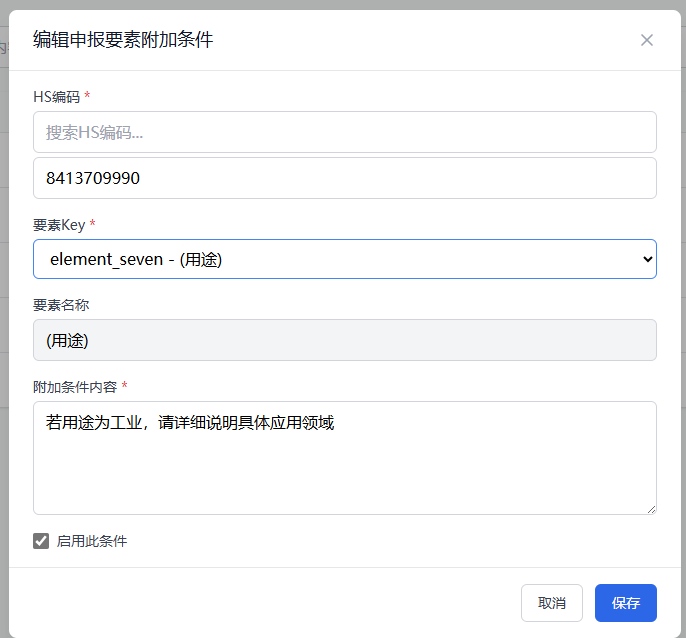 编辑申报要素附加条件
HS编码 *
搜索HS编码...
8413709990
要素Key *
element_seven - (用途)
要素名称
(用途)
附加条件内容 *
若用途为工业，请详细说明具体应用领域
启用此条件
取消
保存